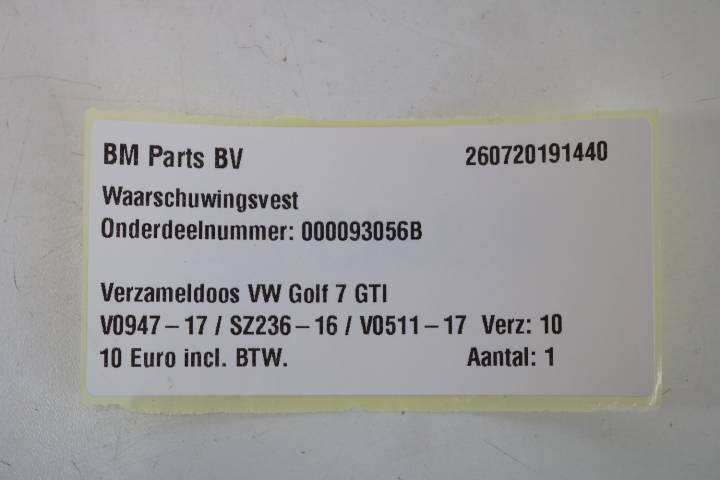 BM Parts BV 260720191440
Waarschuwingsvest
Onderdeelnummer: 000093056B
Verzameldoos VW Golf 7 GTI
V0947-17 / SZ236-16 / V0511-17 Verz: 10
10 Euro incl. BTW. Aantal: 1